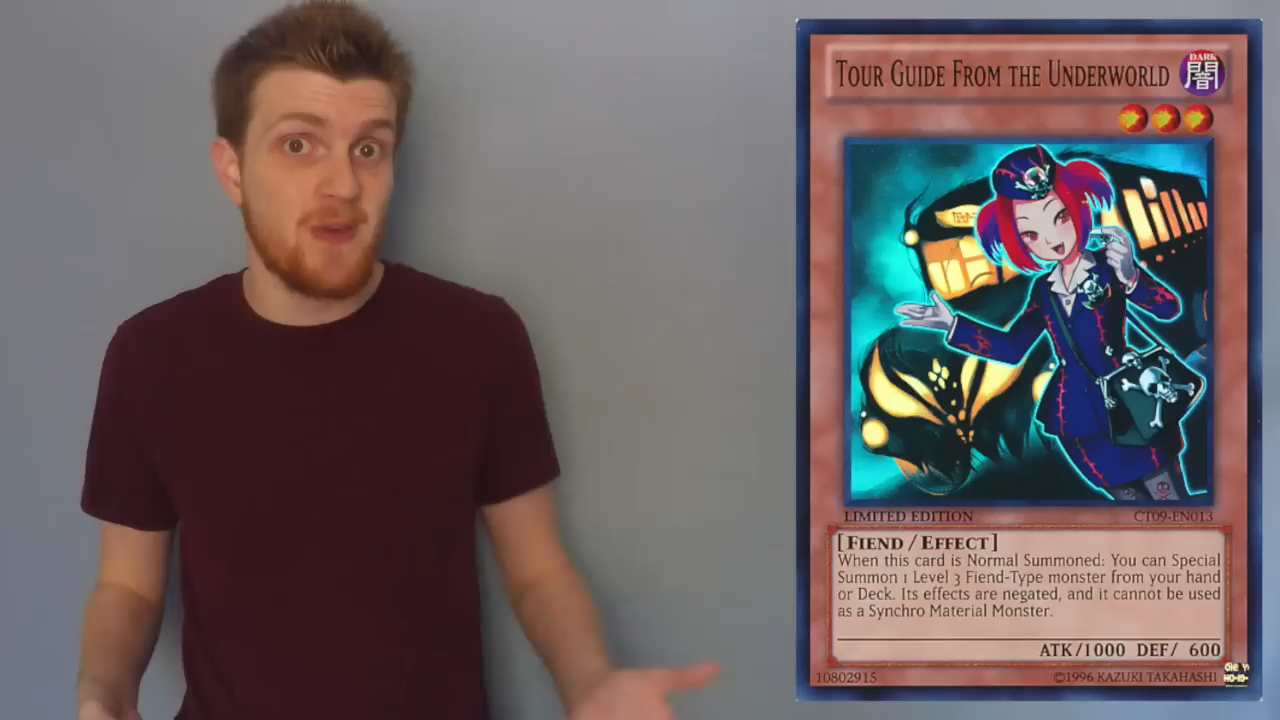 TOUR GUIDE FROM THE UNDERWORLD
DARK
闇
LIMITED EDITION
CT09-EN013
[FIEND / EFFECT]
When this card is Normal Summoned: You can Special
Summon 1 Level 3 Fiend-Type monster from your hand
or Deck. Its effects are negated, and it cannot be used
as a Synchro Material Monster.
ATK/1000 DEF/ 600
10802915
©1996 KAZUKI TAKAHASHI